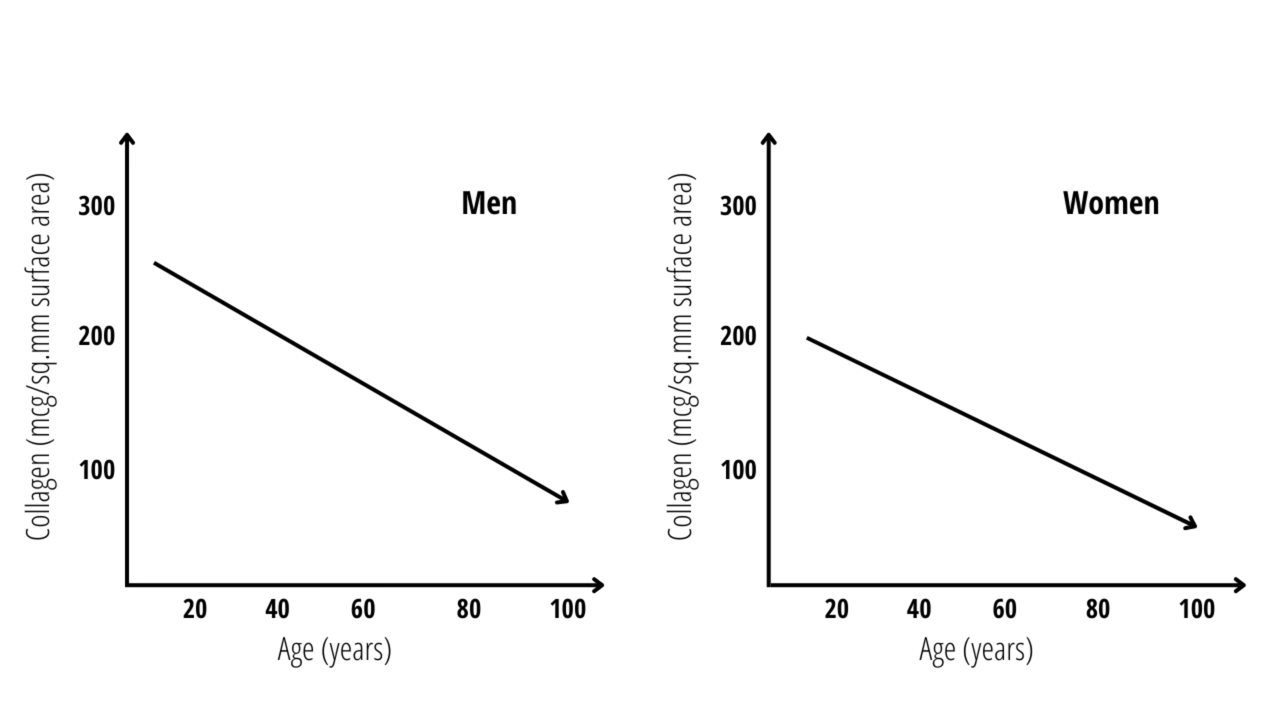 Men
Collagen (mcg/sq.mm surface area)
300
200
100
20 40 60 80 100
Age (years)
Women
Collagen (mcg/sq.mm surface area)
300
200
100
20 40 60 80 100
Age (years)